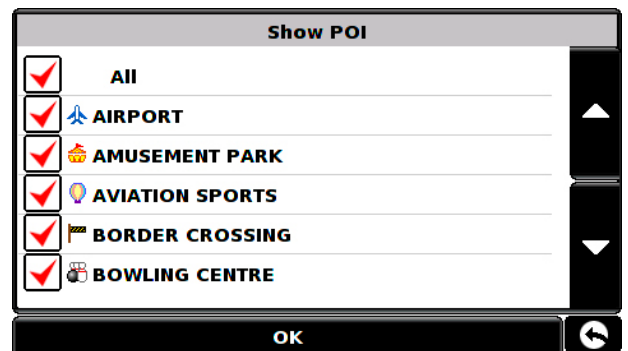 Show POI
All
AIRPORT
AMUSEMENT PARK
AVIATION SPORTS
BORDER CROSSING
BOWLING CENTRE
OK